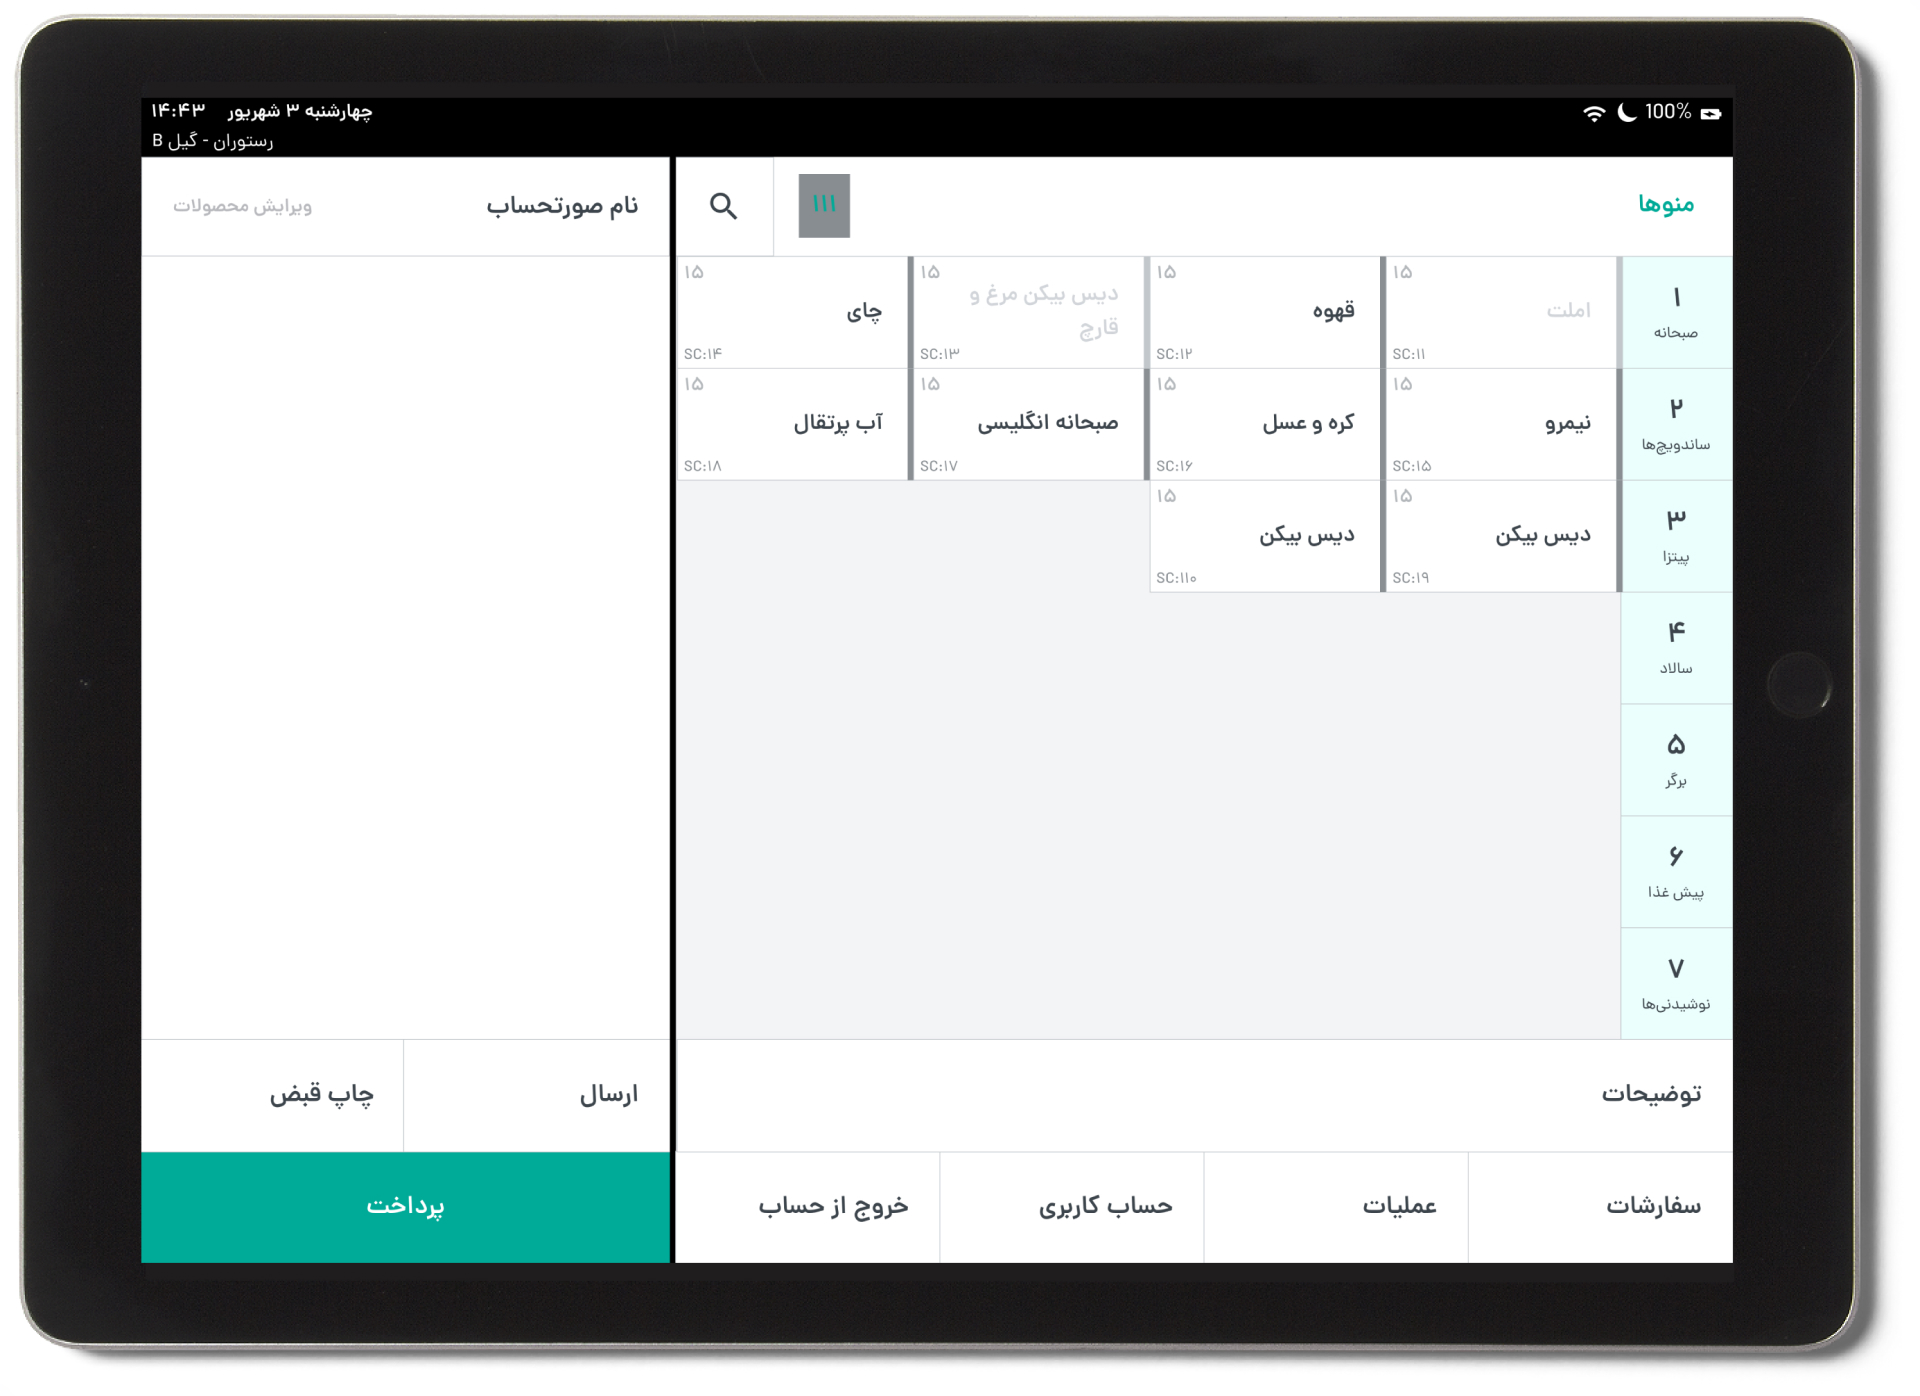 چهارشنبه ۳ شهریور ۱۴:۴۳
رستوران - گیل B
100%
منوها
۱۱۱
نام صورتحساب
ویرایش محصولات
۱
صبحانه
۲
ساندویچ‌ها
۳
پیتزا
۴
سالاد
۵
برگر
۶
پیش غذا
۷
نوشیدنی‌ها
۱۵
املت
SC:۱۱
۱۵
قهوه
SC:۱۲
۱۵
دیس بیکن مرغ و
قارچ
SC:۱۳
۱۵
چای
SC:۱۴
۱۵
نیمرو
SC:۱۵
۱۵
کره و عسل
SC:۱۶
۱۵
صبحانه انگلیسی
SC:۱۷
۱۵
آب پرتقال
SC:۱۸
۱۵
دیس بیکن
SC:۱۹
۱۵
دیس بیکن
SC:۱۱۰
توضیحات
ارسال
چاپ قبض
سفارشات
عملیات
حساب کاربری
خروج از حساب
پرداخت